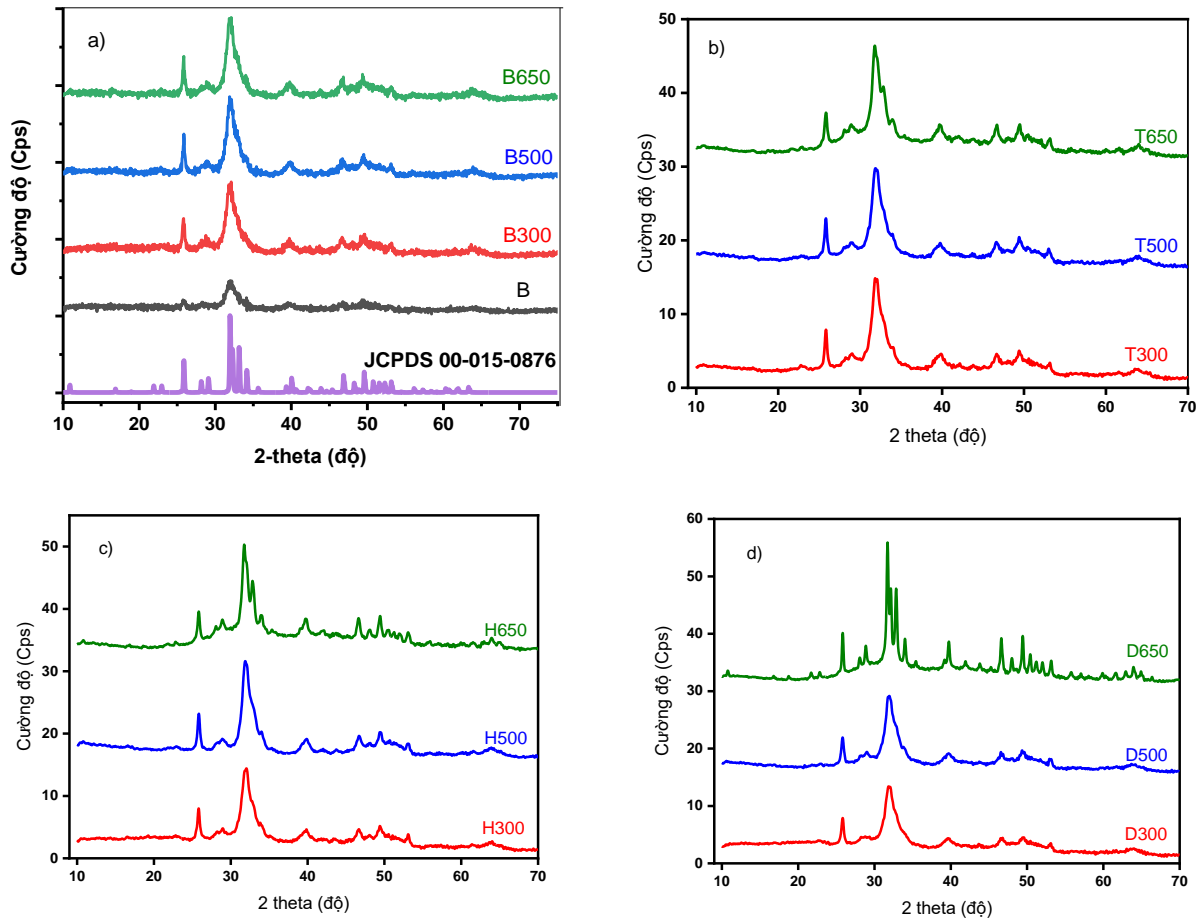 a)
B650
B500
B300
B
JCPDS 00-015-0876
Cường độ (Cps)
10 20 30 40 50 60 70
2-theta (độ)
b)
50
40
30
20
10
0
T650
T500
T300
Cường độ (Cps)
10 20 30 40 50 60 70
2 theta (độ)
c)
50
40
30
20
10
0
H650
H500
H300
Cường độ (Cps)
10 20 30 40 50 60 70
2 theta (độ)
d)
60
50
40
30
20
10
0
D650
D500
D300
Cường độ (Cps)
10 20 30 40 50 60 70
2 theta (độ)